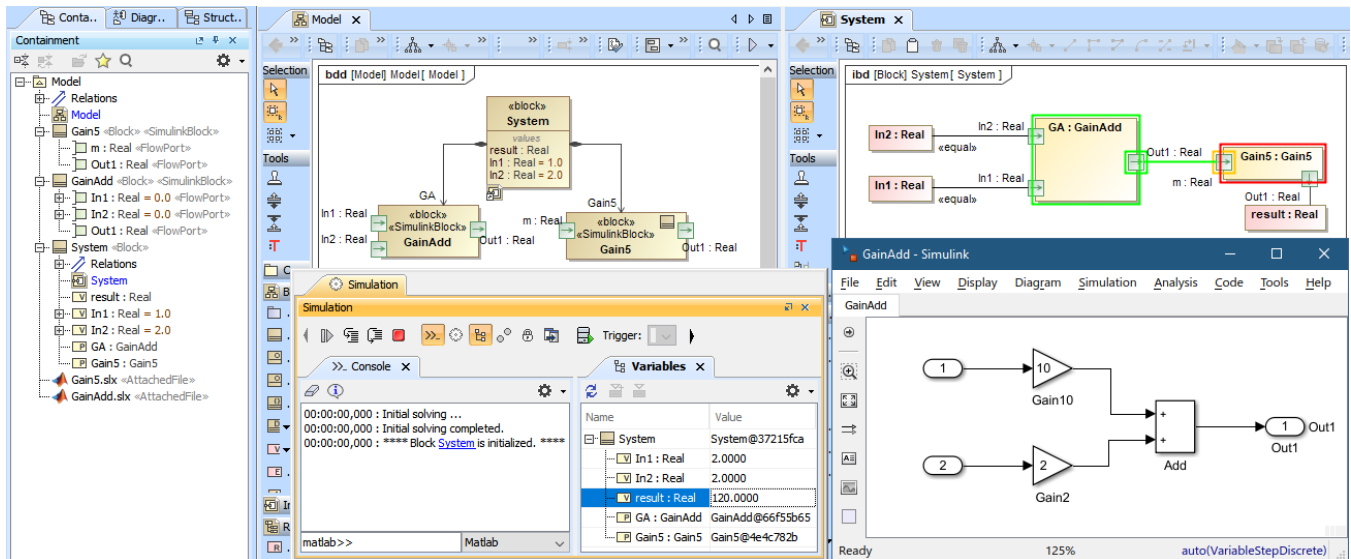 Conta..
Diagr..
Struct..
Containment
Model
Relations
Model
Gain5 «Block» «SimulinkBlock»
m : Real «FlowPort»
Out1 : Real «FlowPort»
GainAdd «Block» «SimulinkBlock»
In1 : Real = 0.0 «FlowPort»
In2 : Real = 0.0 «FlowPort»
Out1 : Real «FlowPort»
System «Block»
Relations
System
result : Real
In1 : Real = 1.0
In2 : Real = 2.0
GA : GainAdd
Gain5 : Gain5
Gain5.slx «AttachedFile»
GainAdd.slx «AttachedFile»
Model
Selection
Tools
bdd [Model] Model[ Model ]
«block»
System
values
result : Real
In1 : Real = 1.0
In2 : Real = 2.0
GA
Gain5
In1 : Real
In2 : Real
«block»
«SimulinkBlock»
GainAdd
Out1 : Real
m : Real
«block»
«SimulinkBlock»
Gain5
Out1 : Real
System
Selection
Tools
ibd [Block] System[ System ]
In2 : Real
In2 : Real
«equal»
In1 : Real
In1 : Real
«equal»
GA : GainAdd
Out1 : Real
m : Real
Gain5 : Gain5
Out1 : Real
result : Real
Simulation
Simulation
Trigger:
Console
00:00:00,000 : Initial solving ...
00:00:00,000 : Initial solving completed.
00:00:00,000 : **** Block System is initialized. ****
matlab>>
Matlab
Variables
Name
Value
System
System@37215fca
In1 : Real
2.0000
In2 : Real
2.0000
result : Real
120.0000
GA : GainAdd
GainAdd@66f55b65
Gain5 : Gain5
Gain5@4e4c782b
GainAdd - Simulink
File Edit View Display Diagram Simulation Analysis Code Tools Help
GainAdd
1
10
Gain10
2
2
Gain2
+
+
Add
1
Out1
Out1
Ready
125%
auto(VariableStepDiscrete)